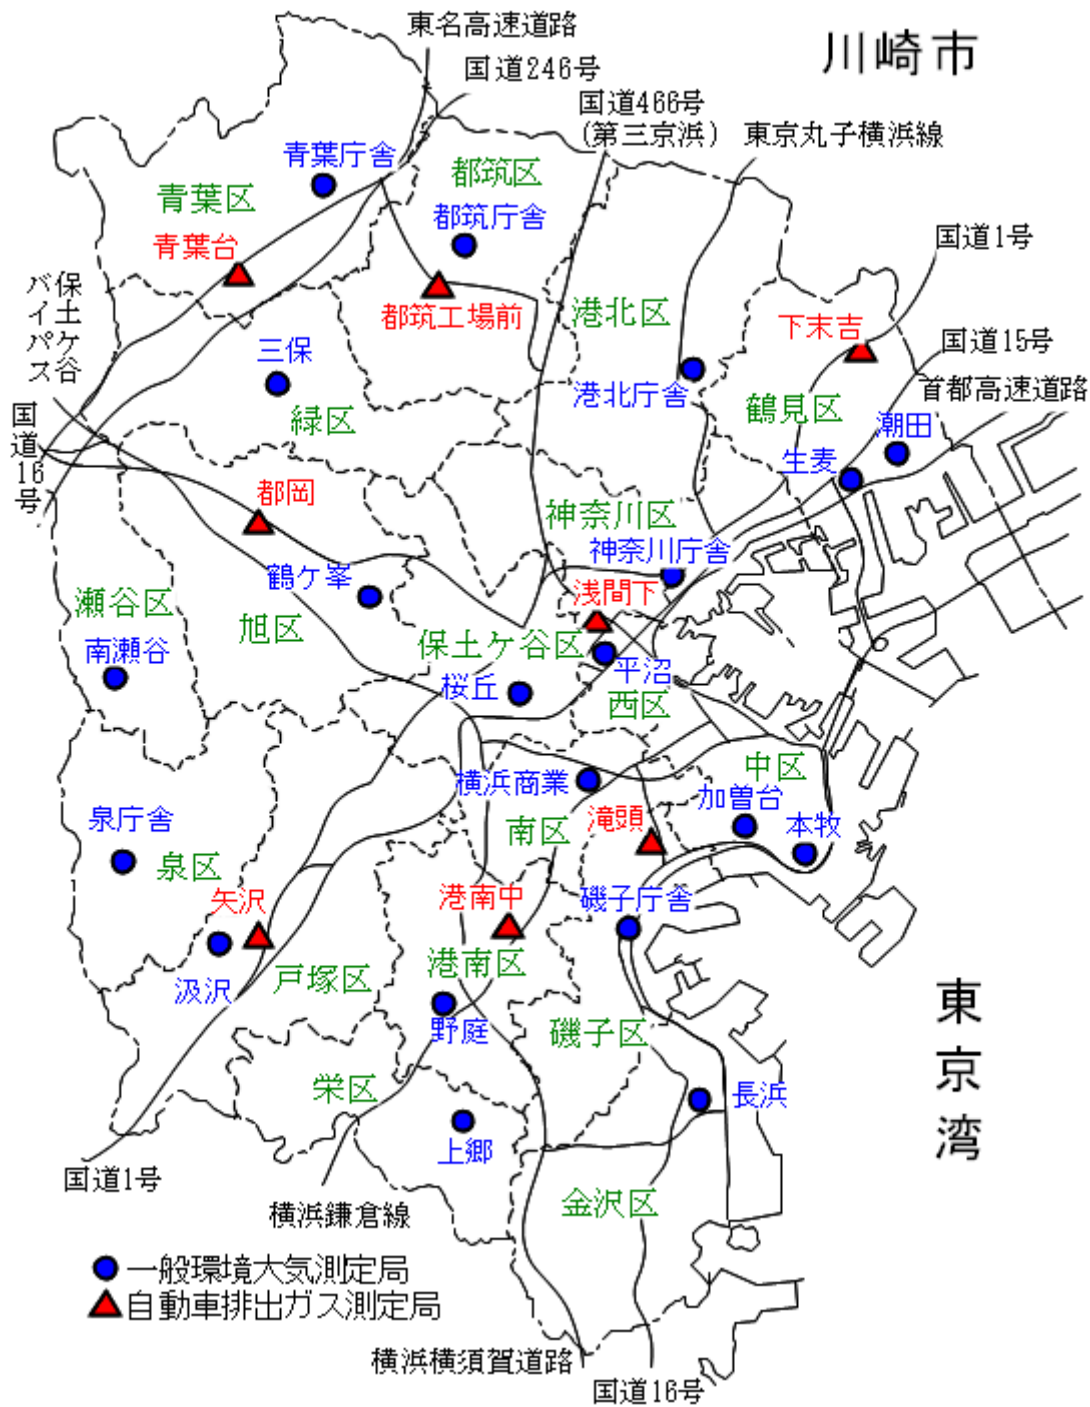 東名高速道路
川崎市
国道246号
国道466号
(第三京浜)
東京丸子横浜線
青葉庁舎
都筑区
青葉区
都筑庁舎
国道1号
青葉台
保土ケ谷
バイパス
都筑工場前
港北区
下末吉
国道15号
三保
港北庁舎
首都高速道路
緑区
鶴見区
国道16号
潮田
生麦
都岡
神奈川区
神奈川庁舎
鶴ケ峯
浅間下
瀬谷区
旭区
保土ケ谷区
南瀬谷
平沼
桜丘
西区
中区
横浜商業
加曽台
泉庁舎
南区
滝頭
本牧
泉区
矢沢
港南中
磯子庁舎
港南区
戸塚区
汲沢
東京湾
野庭
磯子区
栄区
長浜
上郷
国道1号
金沢区
横浜鎌倉線
一般環境大気測定局
自動車排出ガス測定局
横浜横須賀道路
国道16号